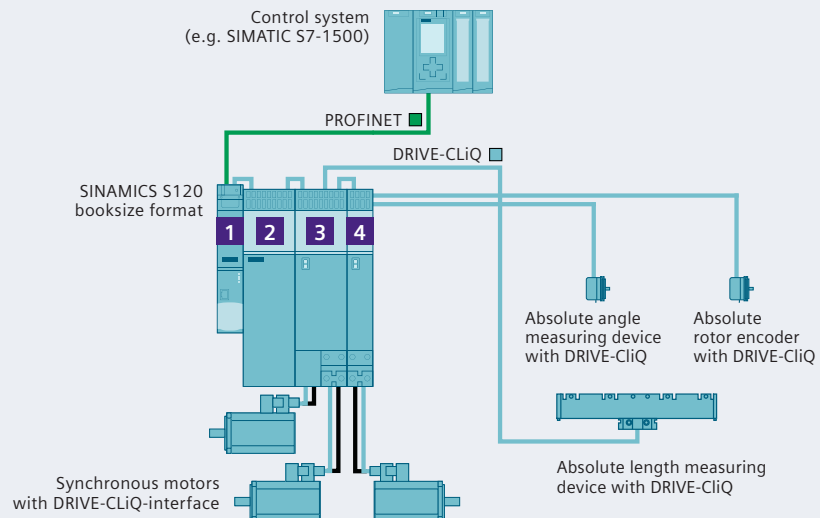 Control system
(e.g. SIMATIC S7-1500)
PROFINET
DRIVE-CLiQ
SINAMICS S120
booksize format
1 2 3 4
Absolute angle
measuring device
with DRIVE-CliQ
Absolute
rotor encoder
with DRIVE-CliQ
Absolute length measuring
device with DRIVE-CliQ
Synchronous motors
with DRIVE-CLiQ-interface